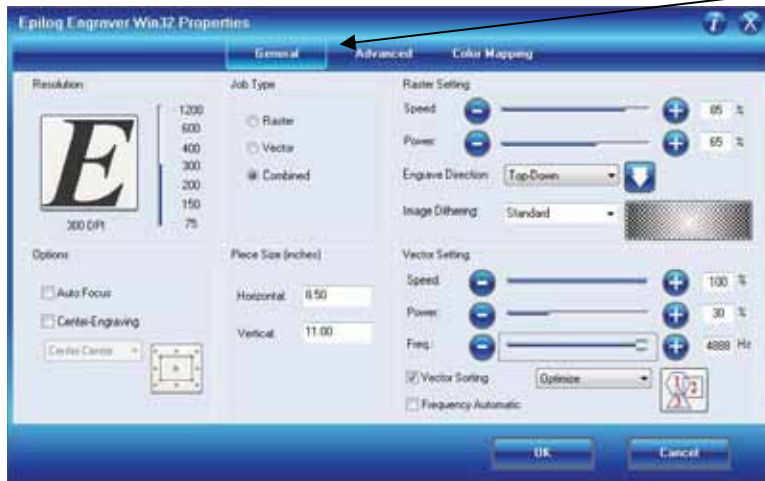 Epilog Engraver Win32 Properties
General Advanced Color Mapping
Resolution
E
1200
600
400
300
200
150
75
300 DPI
Job Type
Raster
Vector
Combined
Raster Setting
Speed 85 %
Power 65 %
Engrave Direction Top-Down
Image Dithering Standard
Options
Auto Focus
Center-Engraving
Center-Center
Piece Size (inches)
Horizontal 8.50
Vertical 11.00
Vector Setting
Speed 100 %
Power 30 %
Freq. Hz
Vector Sorting Optimize
1 2
3
Frequency Automatic
OK Cancel